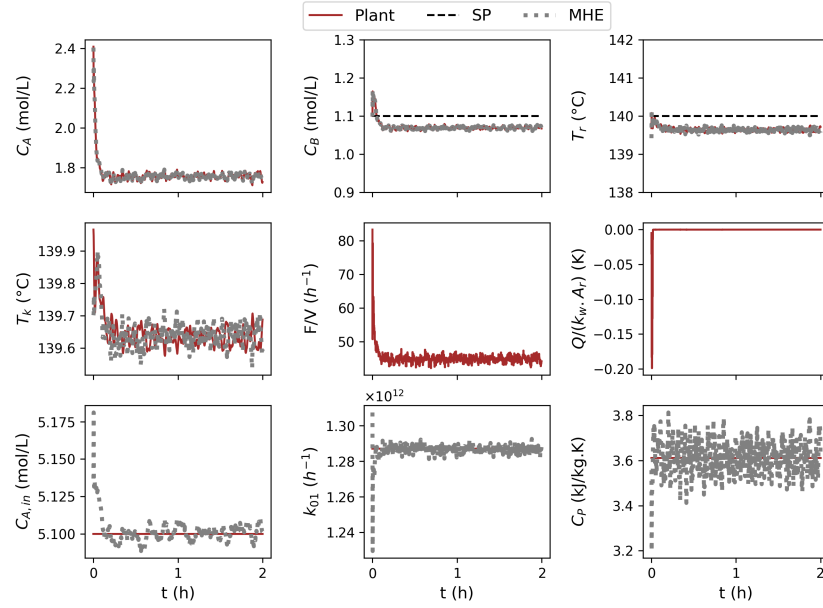 Plant SP MHE
C_A (mol/L)
2.4
2.2
2.0
1.8
C_B (mol/L)
1.3
1.2
1.1
1.0
0.9
T_r (°C)
142
141
140
139
138
T_k (°C)
139.9
139.8
139.7
139.6
F/V (h⁻¹)
80
70
60
50
Q/(k_w. A_r) (K)
0.00
−0.05
−0.10
−0.15
−0.20
C_{A, in} (mol/L)
5.175
5.150
5.125
5.100
0 1 2
t (h)
×10¹²
k₀₁ (h⁻¹)
1.30
1.28
1.26
1.24
0 1 2
t (h)
C_P (kJ/kg.K)
3.8
3.6
3.4
3.2
0 1 2
t (h)